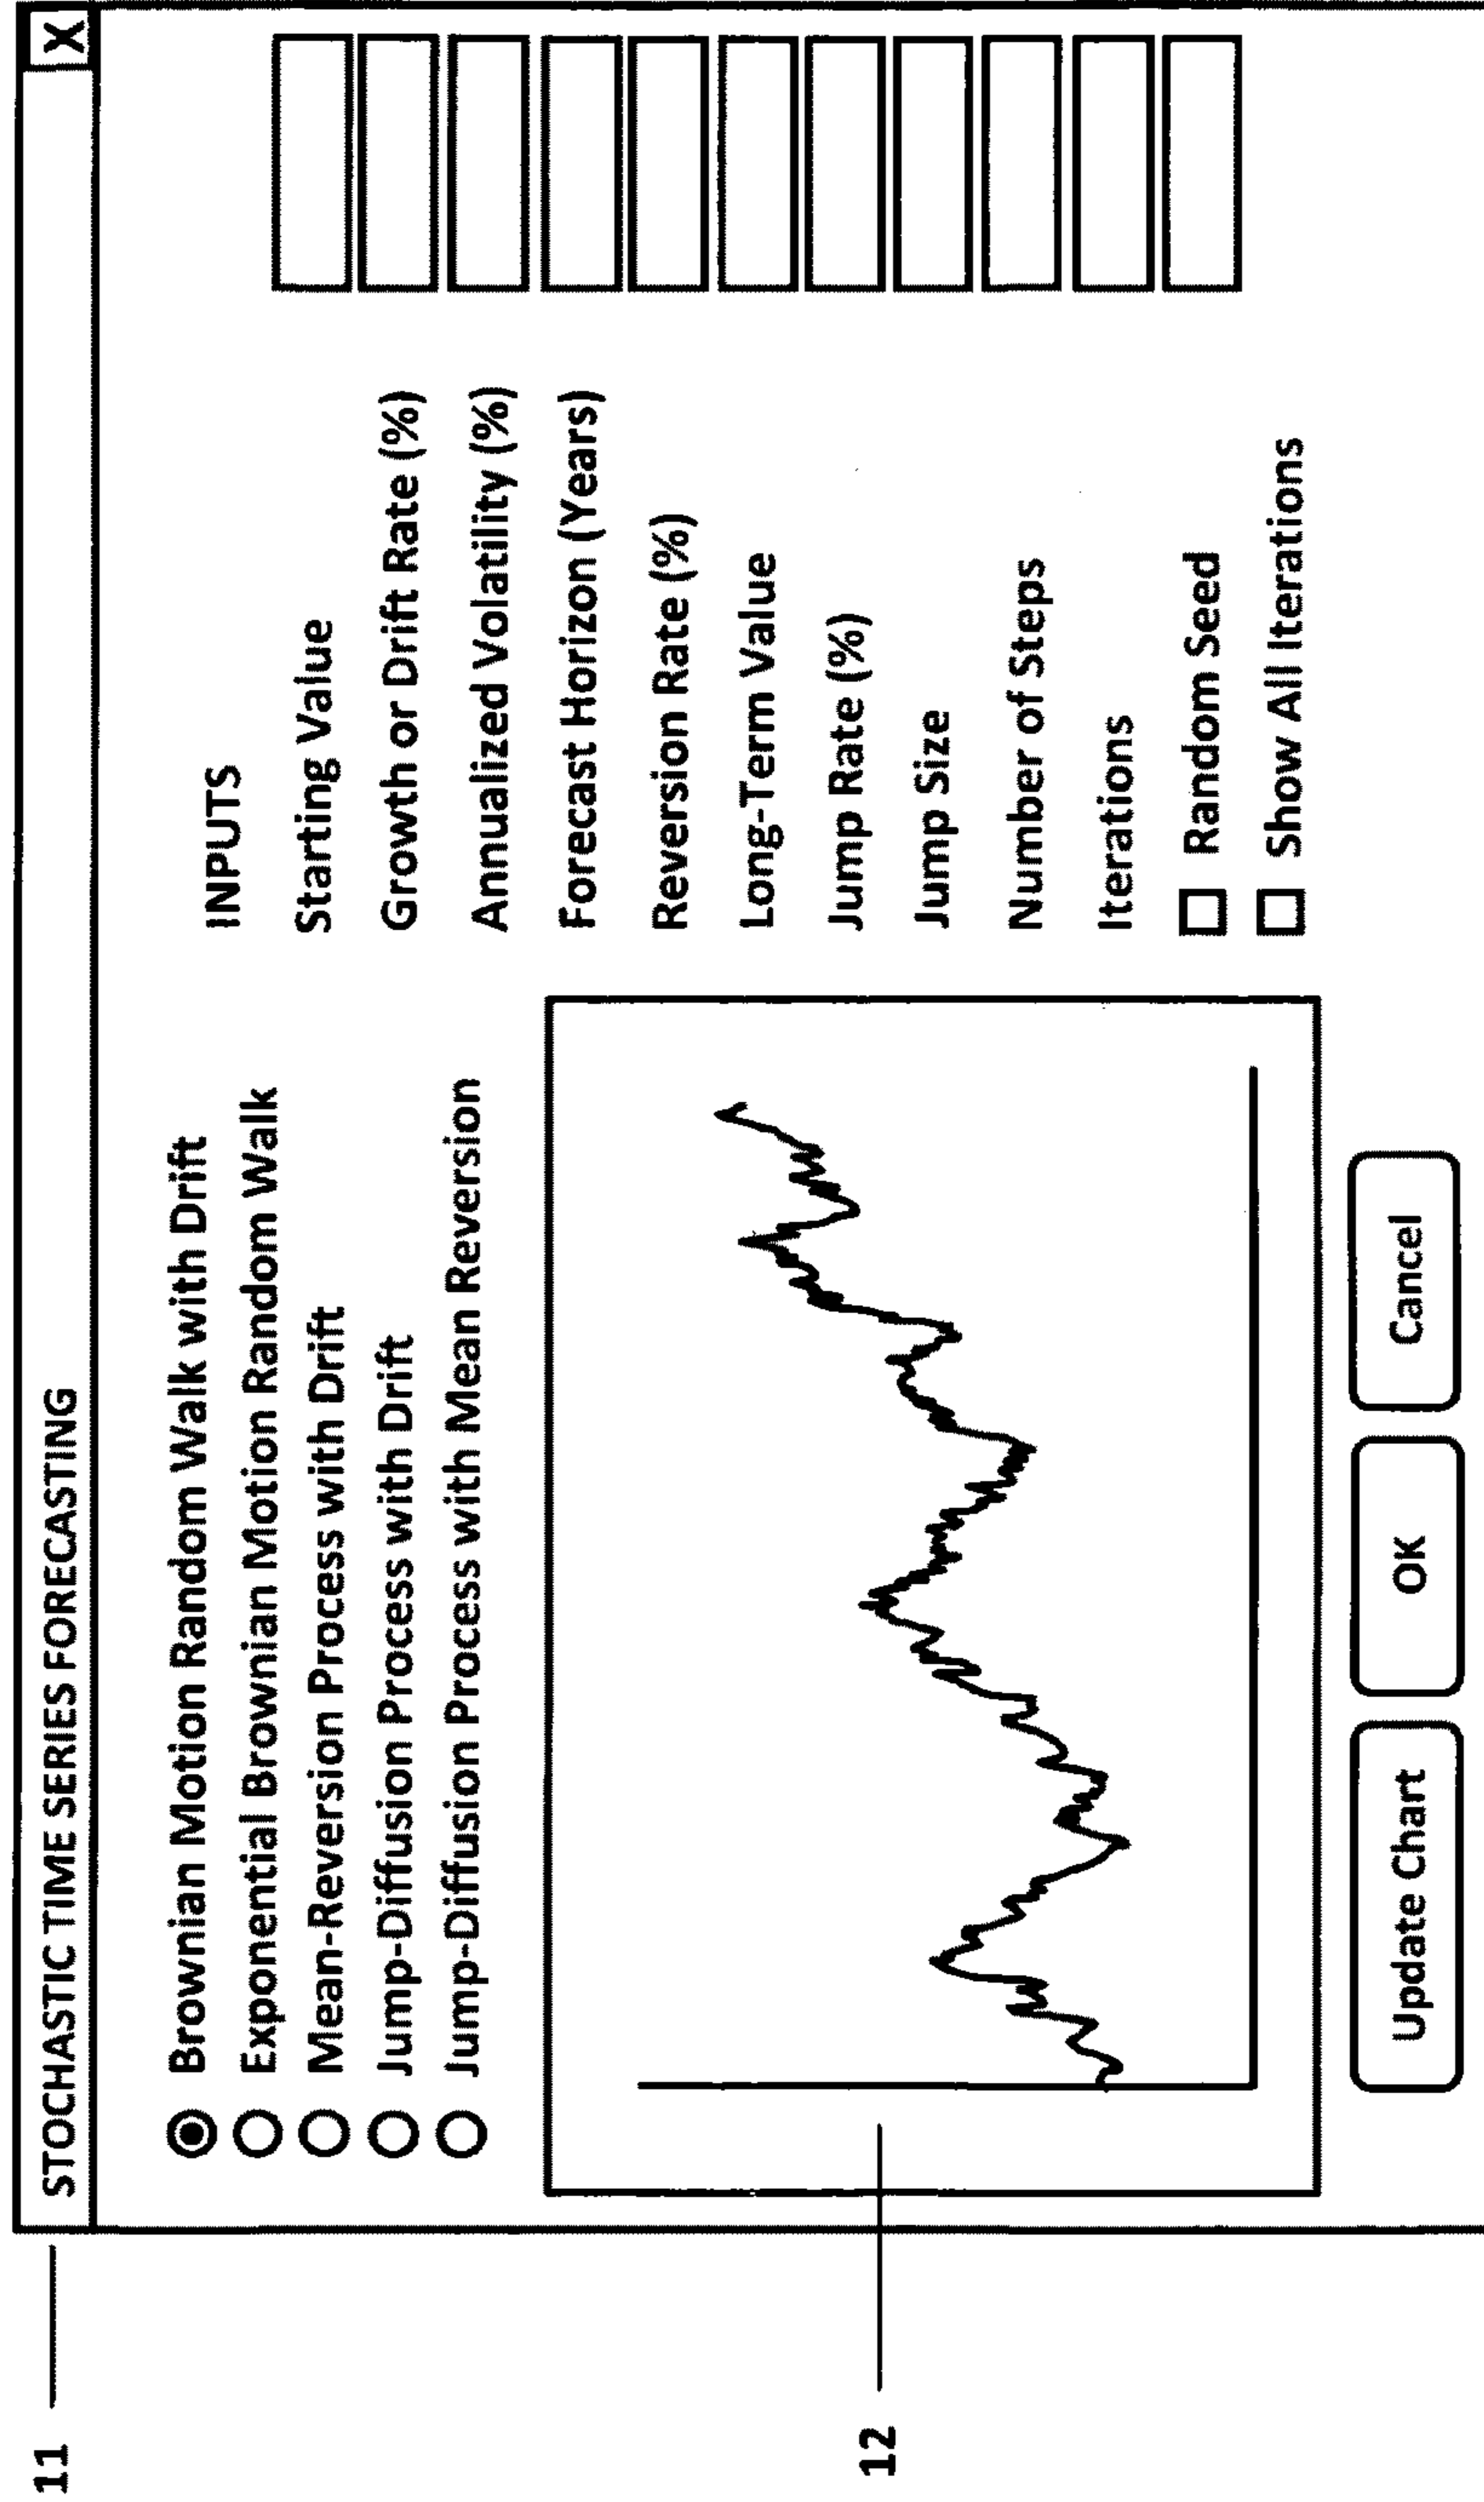 11
STOCHASTIC TIME SERIES FORECASTING
X
Brownian Motion Random Walk with Drift
Exponential Brownian Motion Random Walk
Mean-Reversion Process with Drift
Jump-Diffusion Process with Drift
Jump-Diffusion Process with Mean Reversion
12
INPUTS
Starting Value
Growth or Drift Rate (%)
Annualized Volatility (%)
Forecast Horizon (Years)
Reversion Rate (%)
Long-Term Value
Jump Rate (%)
Jump Size
Number of Steps
Iterations
Random Seed
Show All Iterations
Update Chart
OK
Cancel